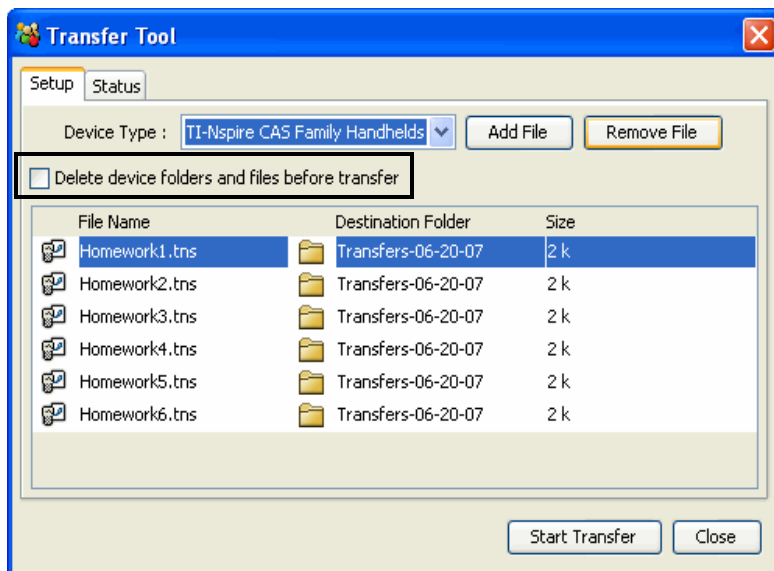 Transfer Tool
Setup Status
Device Type : TI-Nspire CAS Family Handhelds Add File Remove File
Delete device folders and files before transfer
File Name Destination Folder Size
Homework1.tns Transfers-06-20-07 2 k
Homework2.tns Transfers-06-20-07 2 k
Homework3.tns Transfers-06-20-07 2 k
Homework4.tns Transfers-06-20-07 2 k
Homework5.tns Transfers-06-20-07 2 k
Homework6.tns Transfers-06-20-07 2 k
Start Transfer Close